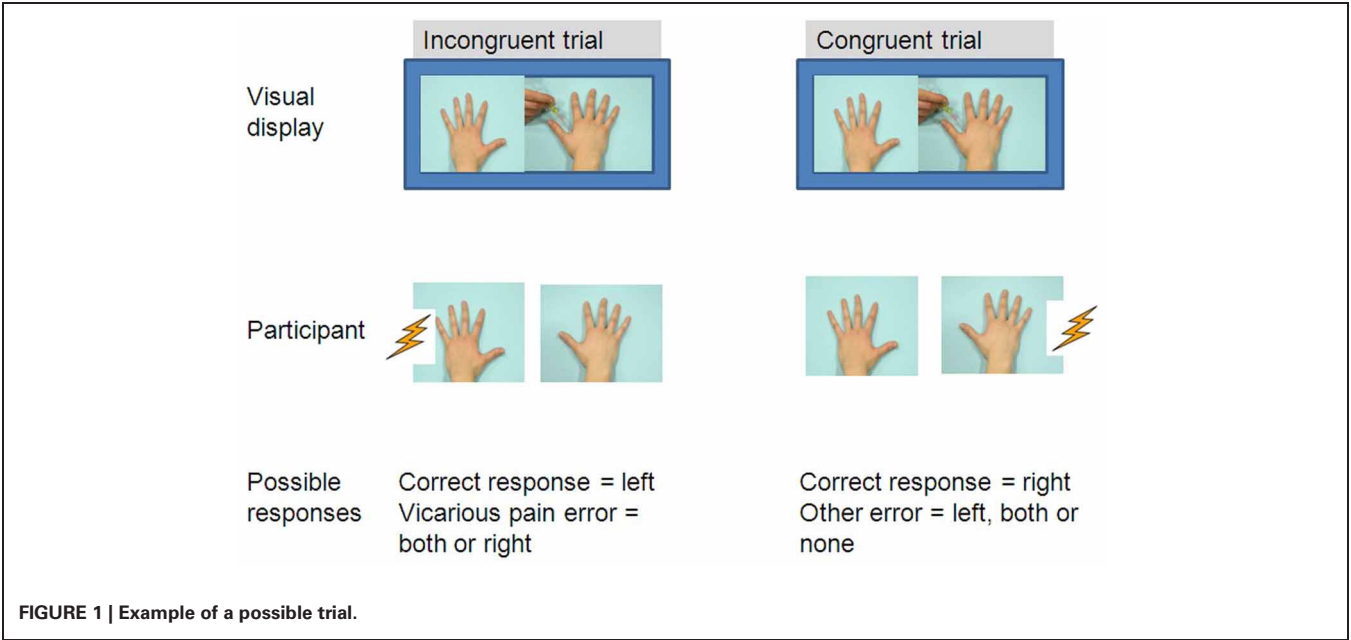 Incongruent trial
Congruent trial
Visual
display
Participant
Possible
responses
Correct response = left
Vicarious pain error =
both or right
Correct response = right
Other error = left, both or
none
FIGURE 1 | Example of a possible trial.